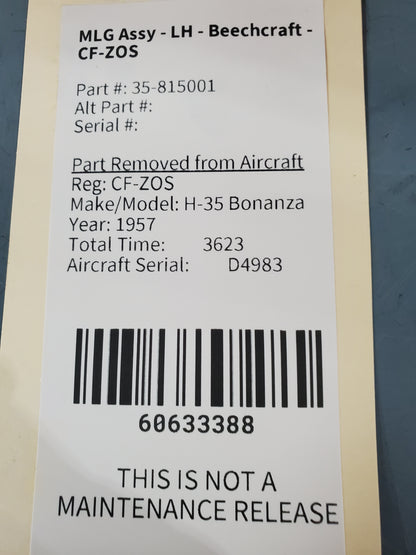 MLG Assy - LH - Beechcraft -
CF-ZOS
Part #: 35-815001
Alt Part #:
Serial #:
Part Removed from Aircraft
Reg: CF-ZOS
Make/Model: H-35 Bonanza
Year: 1957
Total Time: 3623
Aircraft Serial: D4983
60633388
THIS IS NOT A
MAINTENANCE RELEASE